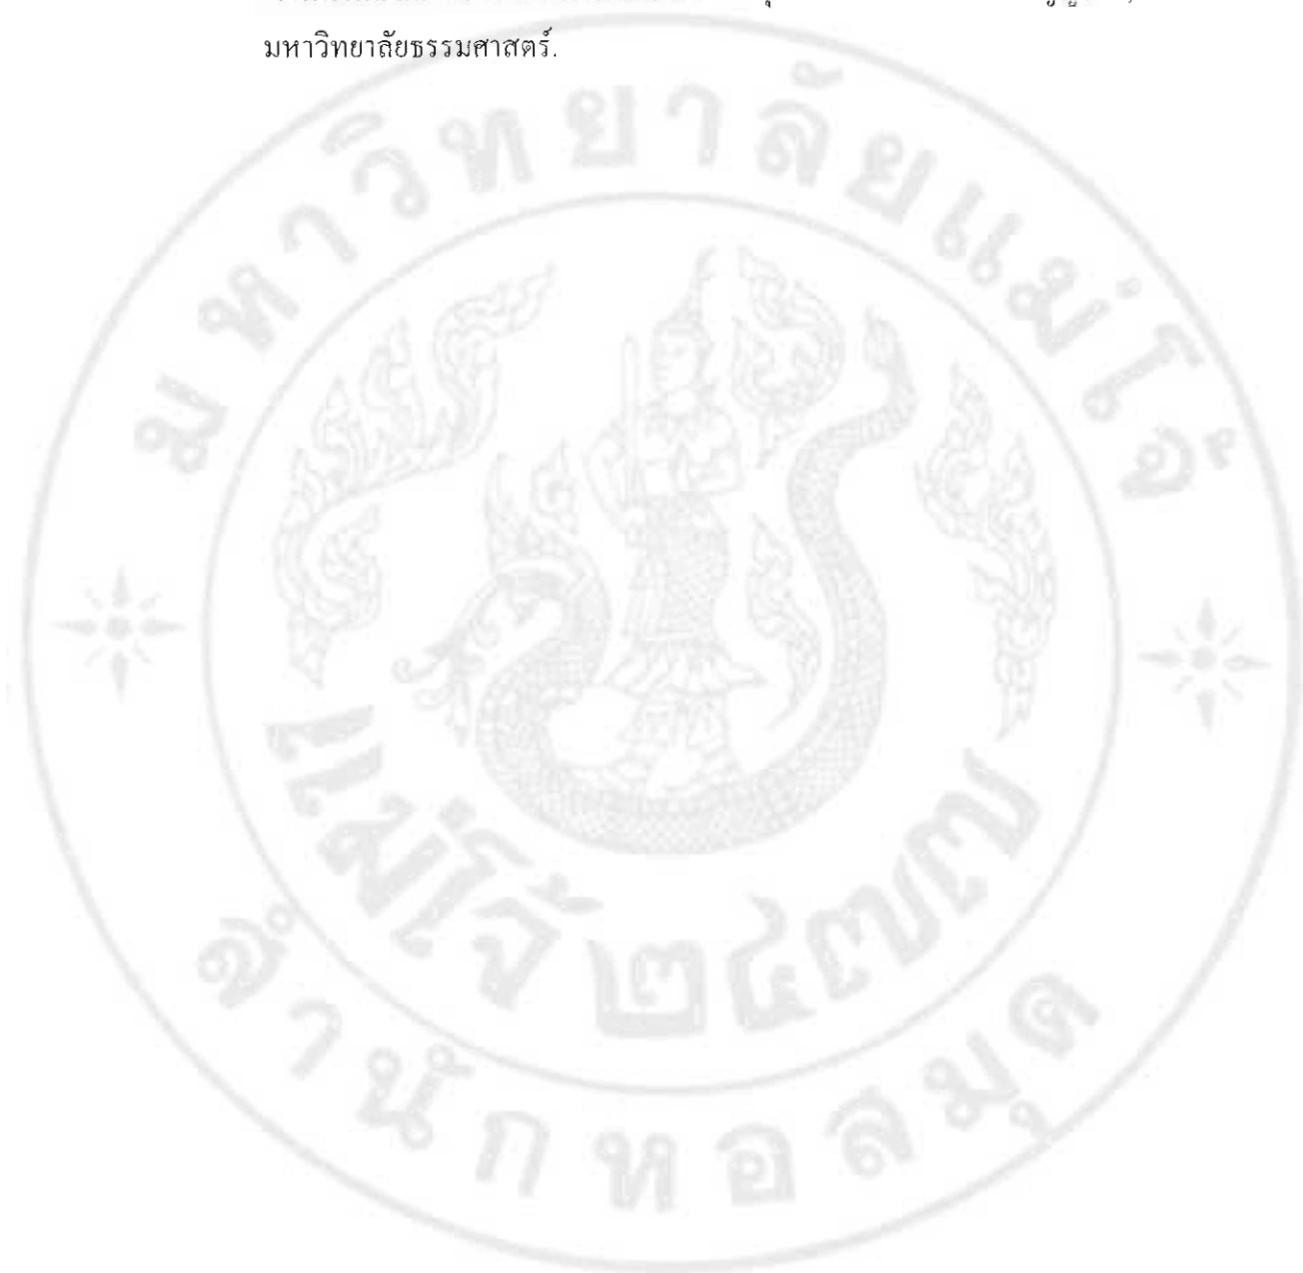 มหาวิทยาลัยธรรมศาสตร์.
มหาวิทยาลัยแม่โจ้
แม่โจ้ ๒๔๗๗
สำนักหอสมุด